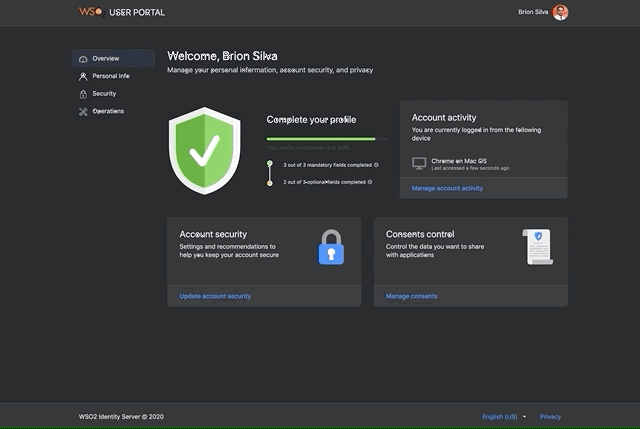 WSO2 USER PORTAL
Brion Silva
Overview
Personal Info
Security
Operations
Welcome, Brion Silva
Manage your personal information, account security, and privacy
Complete your profile
Your profile completion is at 90%
3 out of 3 mandatory fields completed
2 out of 3 optional fields completed
Account activity
You are currently logged in from the following
device
Chrome on Mac OS
Last accessed a few seconds ago
Manage account activity
Account security
Settings and recommendations to
help you keep your account secure
Update account security
Consents control
Control the data you want to share
with applications
Manage consents
WSO2 Identity Server © 2020
English (US)
Privacy